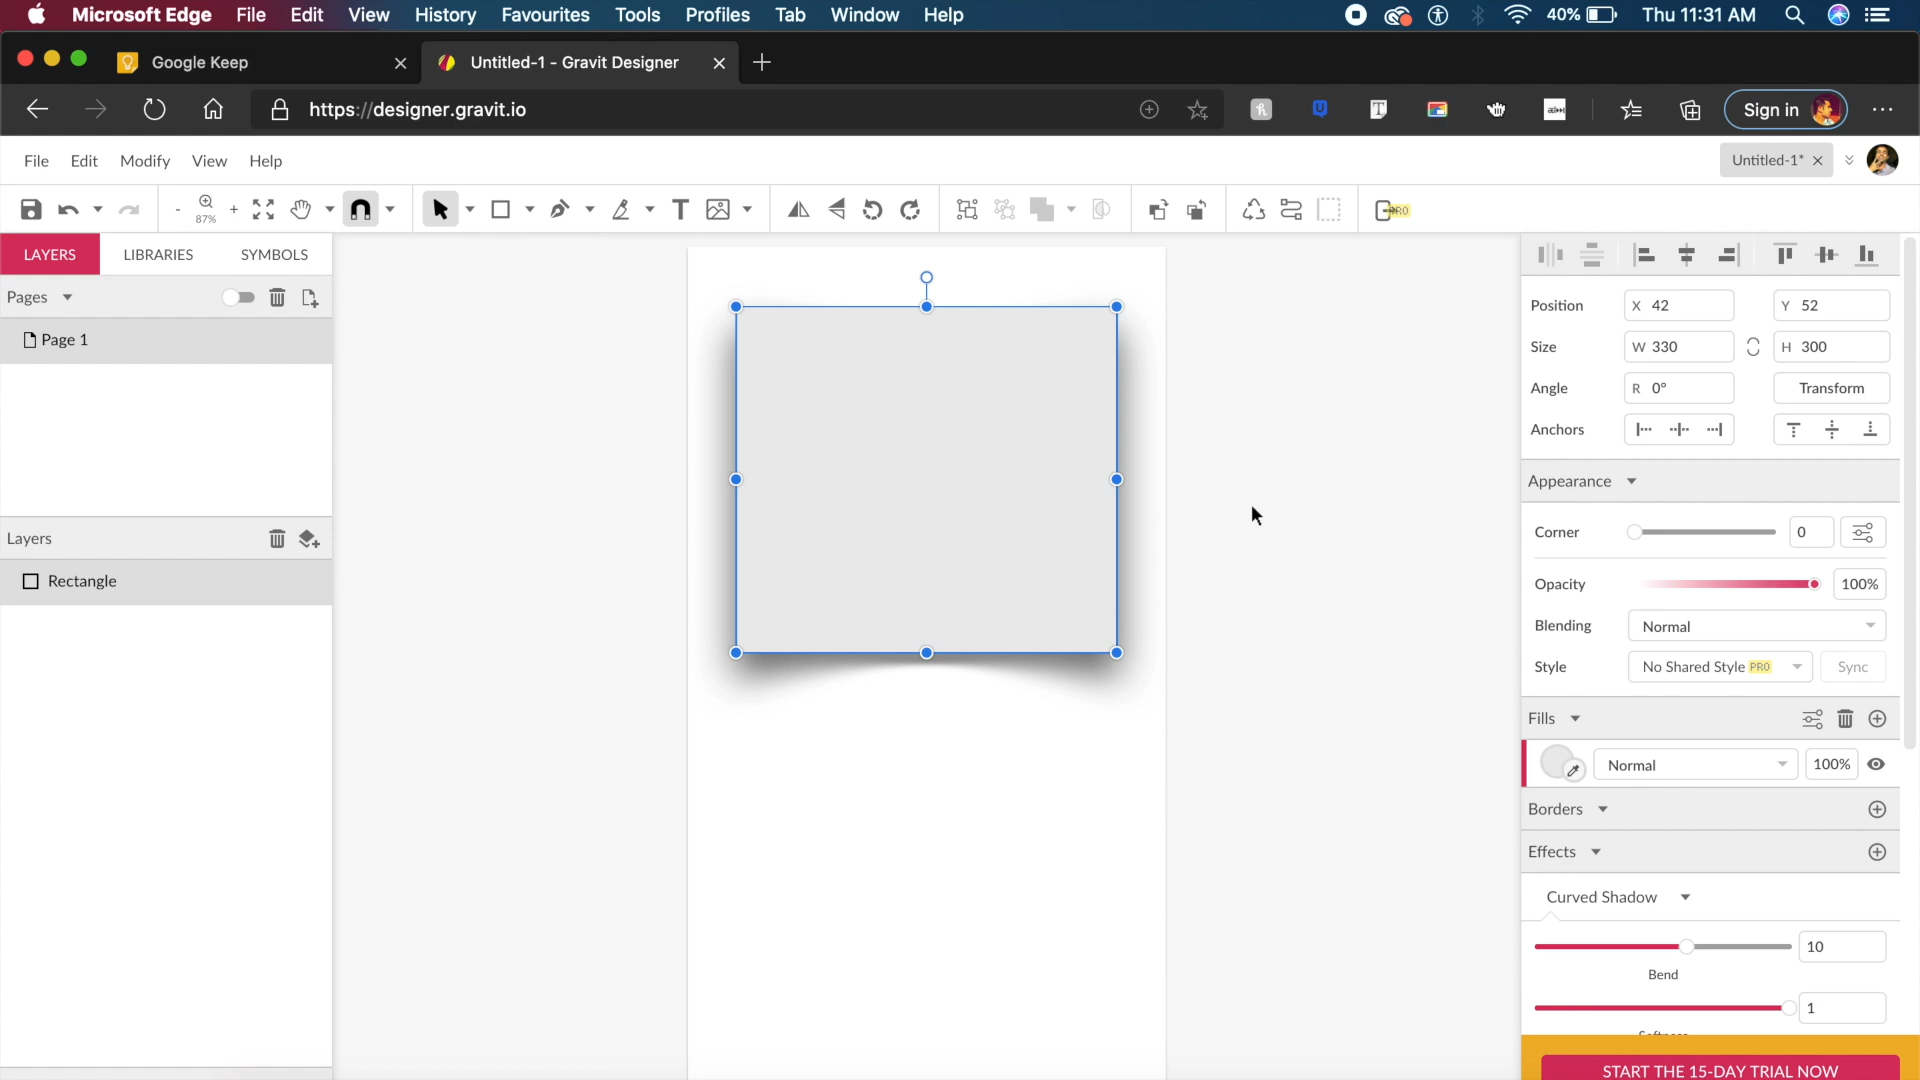 Microsoft Edge File Edit View History Favourites Tools Profiles Tab Window Help 40% Thu 11:31 AM
Google Keep Untitled-1 - Gravit Designer
https://designer.gravit.io Sign in
File Edit Modify View Help Untitled-1*
- 87% + T PRO
LAYERS LIBRARIES SYMBOLS
Pages
Page 1
Layers
Rectangle
Position X 42 Y 52
Size W 330 H 300
Angle R 0° Transform
Anchors
Appearance
Corner 0
Opacity 100%
Blending Normal
Style No Shared Style PRO Sync
Fills
Normal 100%
Borders
Effects
Curved Shadow
10
Bend
1
Softness
START THE 15-DAY TRIAL NOW